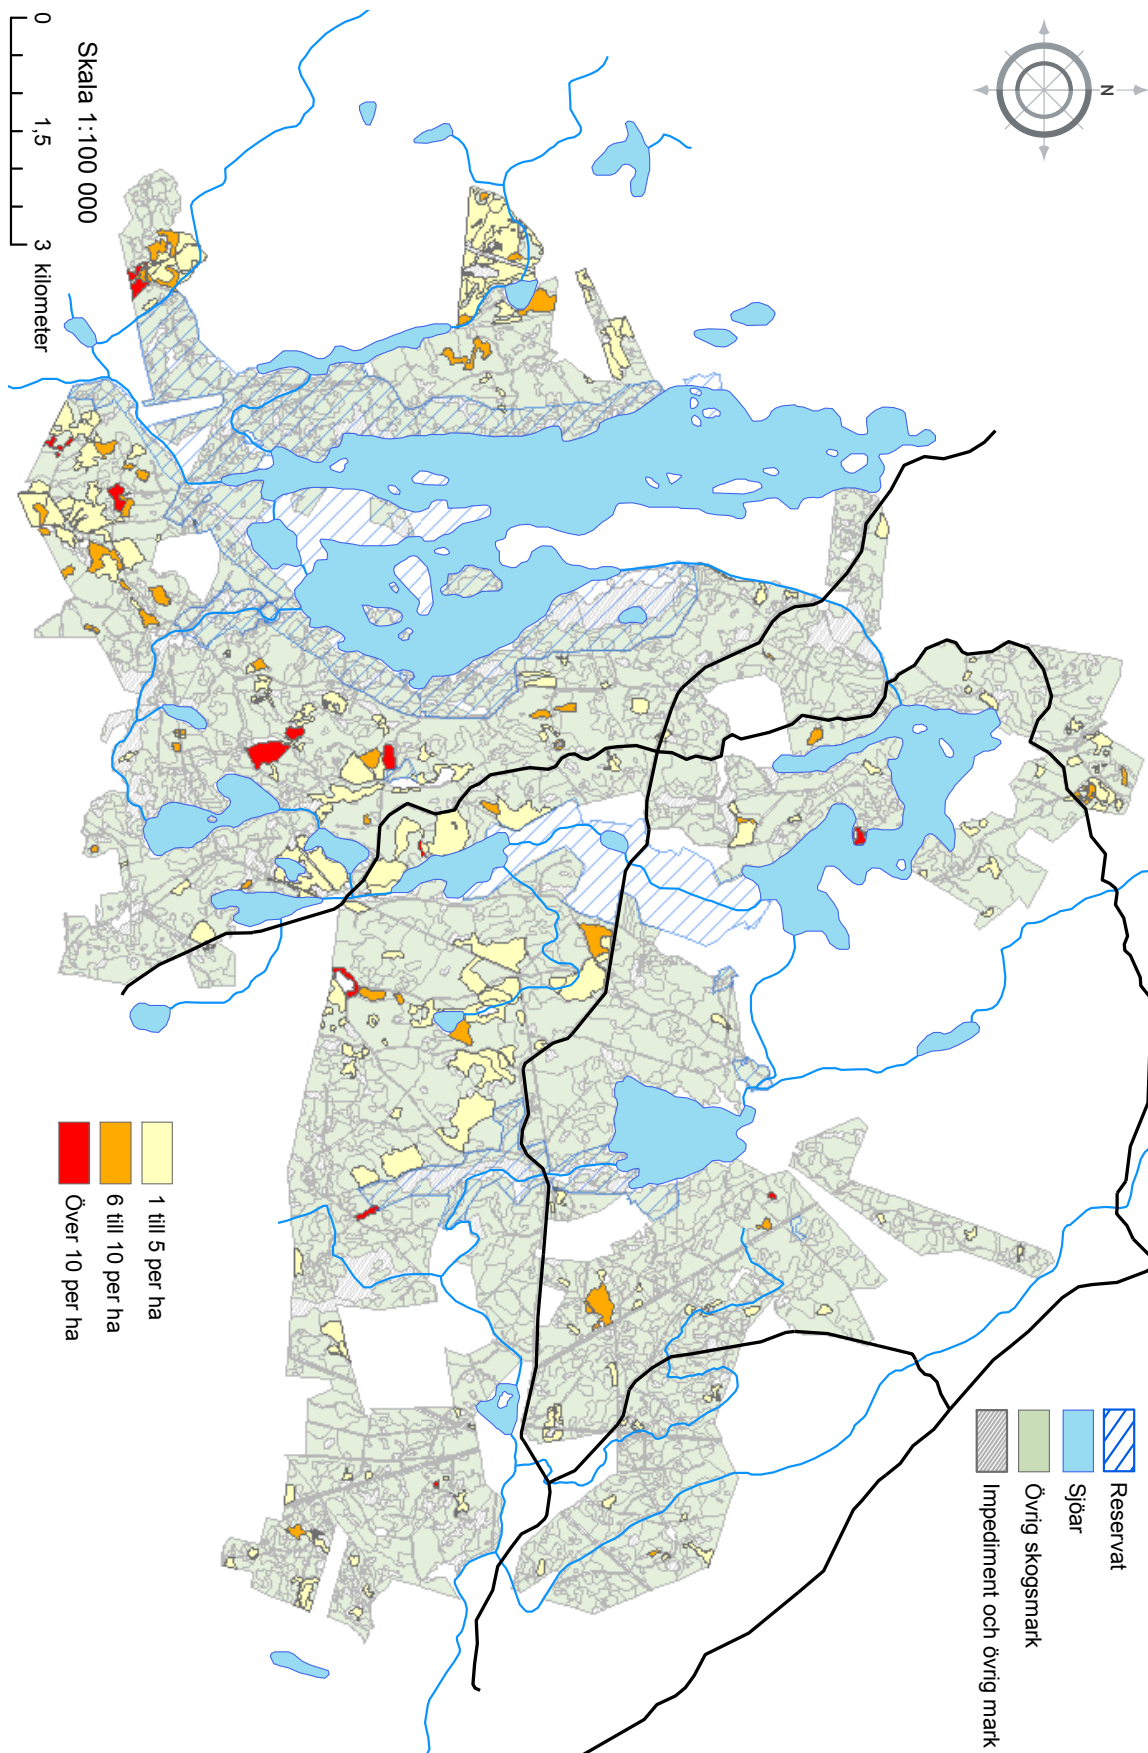 N
Skala 1:100 000
0 1,5 3 kilometer
1 till 5 per ha
6 till 10 per ha
Över 10 per ha
Reservat
Sjöar
Övrig skogsmark
Impediment och övrig mark